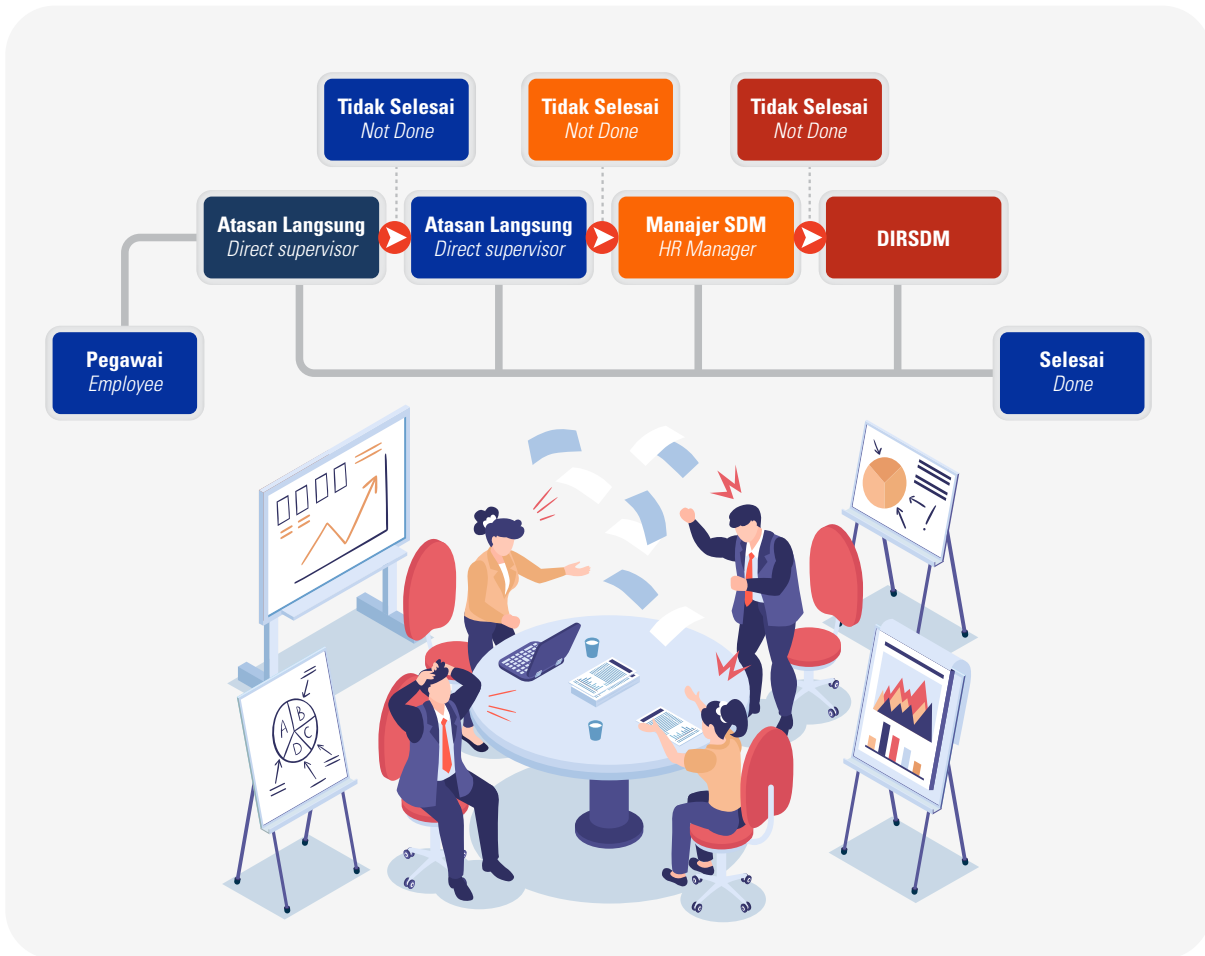 Tidak Selesai
Not Done
Tidak Selesai
Not Done
Tidak Selesai
Not Done
Atasan Langsung
Direct supervisor
Atasan Langsung
Direct supervisor
Manajer SDM
HR Manager
DIRSDM
Pegawai
Employee
Selesai
Done
A
B
C
D